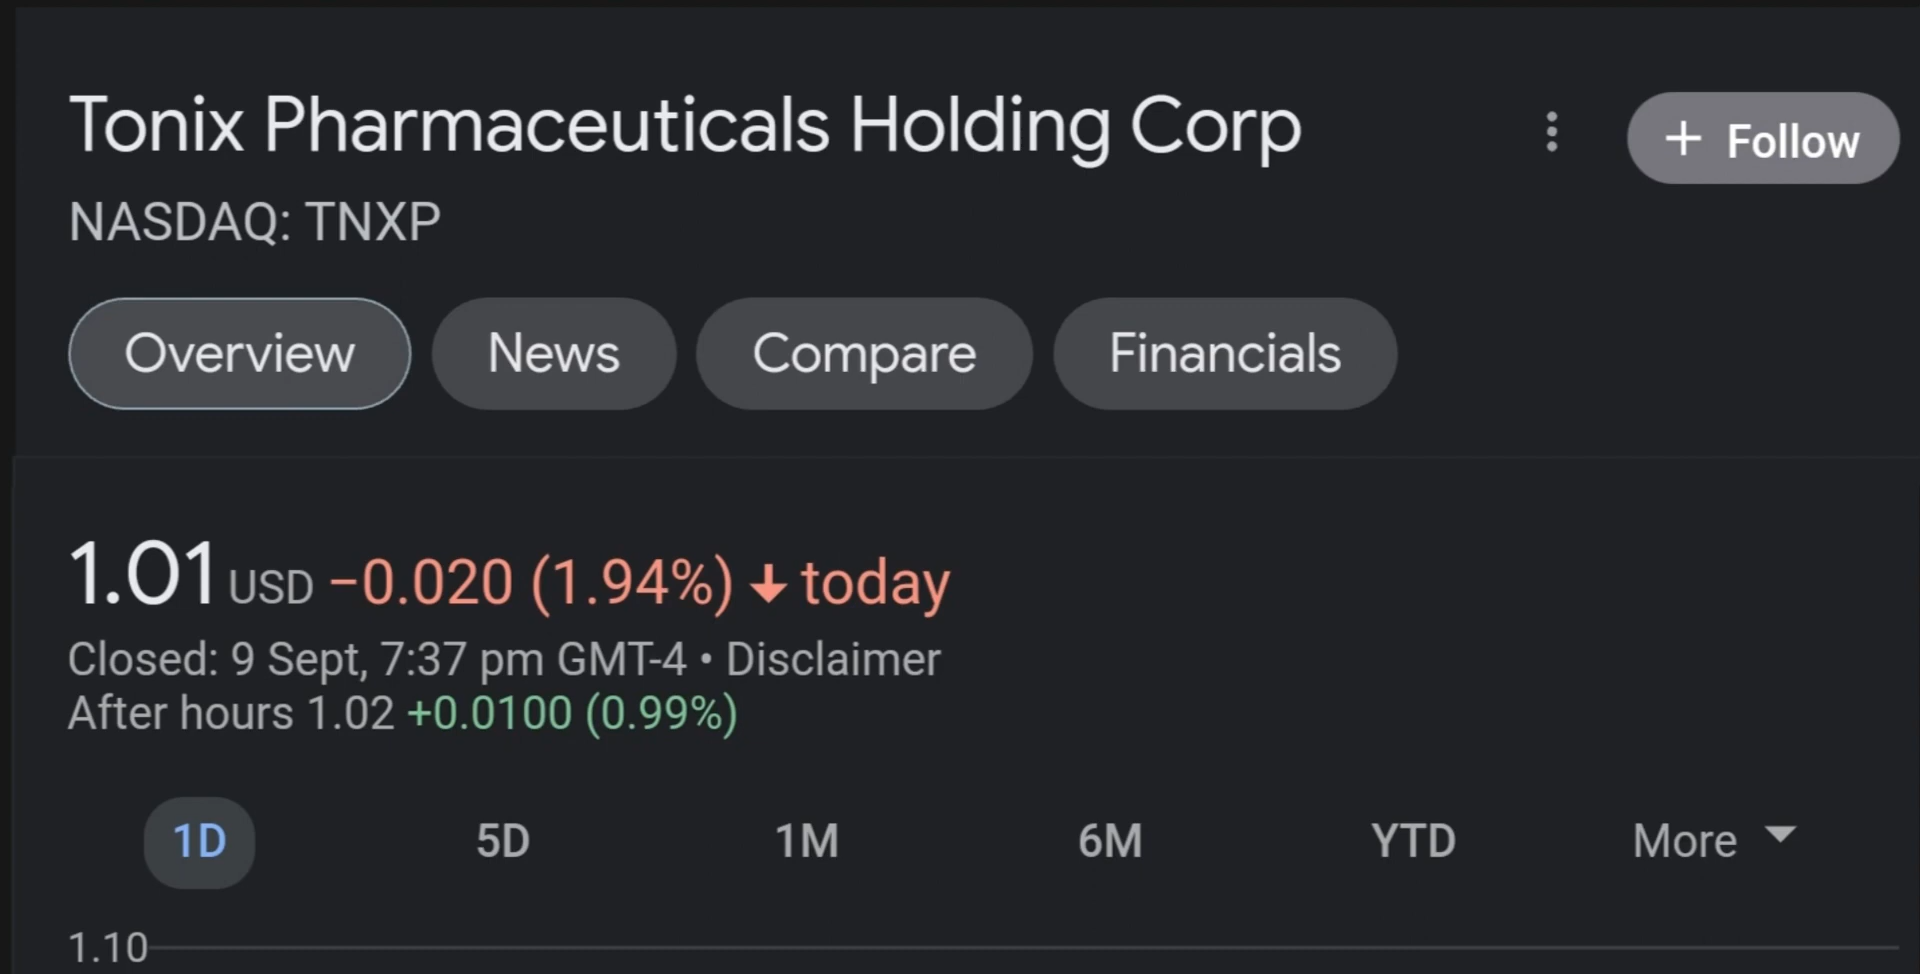 Tonix Pharmaceuticals Holding Corp
+ Follow
NASDAQ: TNXP
Overview News Compare Financials
1.01 USD −0.020 (1.94%) ↓ today
Closed: 9 Sept, 7:37 pm GMT-4 • Disclaimer
After hours 1.02 +0.0100 (0.99%)
1D 5D 1M 6M YTD More
1.10